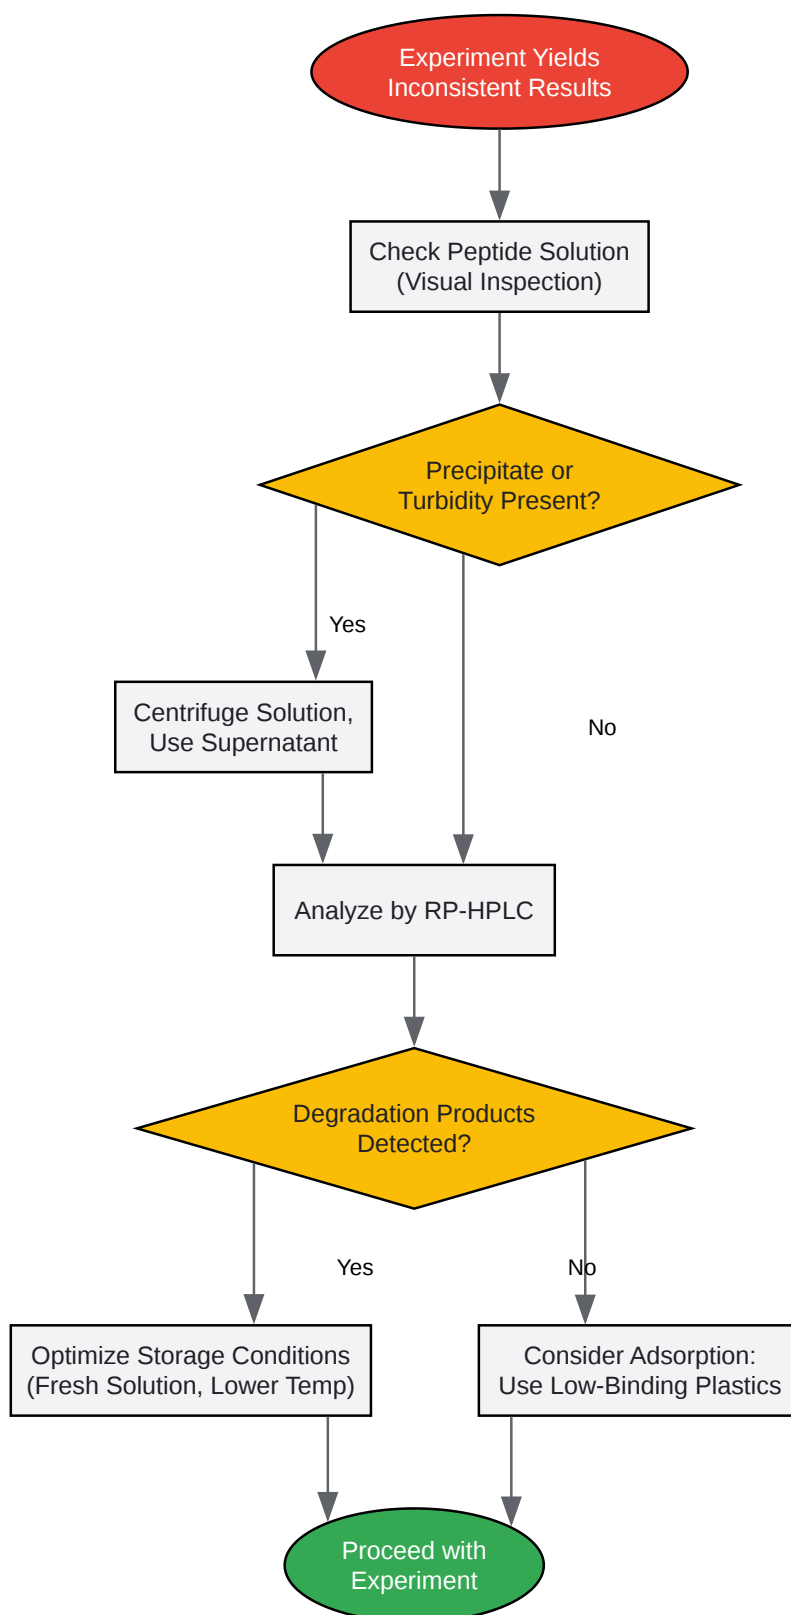 Experiment Yields
Inconsistent Results
Check Peptide Solution
(Visual Inspection)
Precipitate or
Turbidity Present?
Yes
Centrifuge Solution,
Use Supernatant
No
Analyze by RP-HPLC
Degradation Products
Detected?
Yes
No
Optimize Storage Conditions
(Fresh Solution, Lower Temp)
Consider Adsorption:
Use Low-Binding Plastics
Proceed with
Experiment